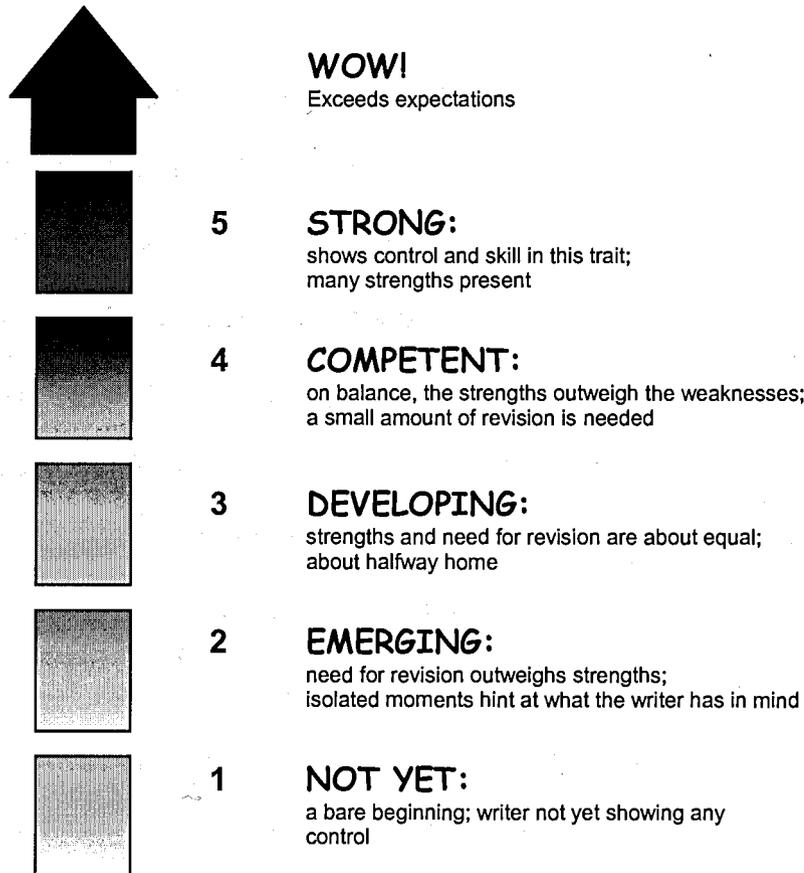 WOW!
Exceeds expectations
5 STRONG:
shows control and skill in this trait;
many strengths present
4 COMPETENT:
on balance, the strengths outweigh the weaknesses;
a small amount of revision is needed
3 DEVELOPING:
strengths and need for revision are about equal;
about halfway home
2 EMERGING:
need for revision outweighs strengths;
isolated moments hint at what the writer has in mind
1 NOT YET:
a bare beginning; writer not yet showing any
control